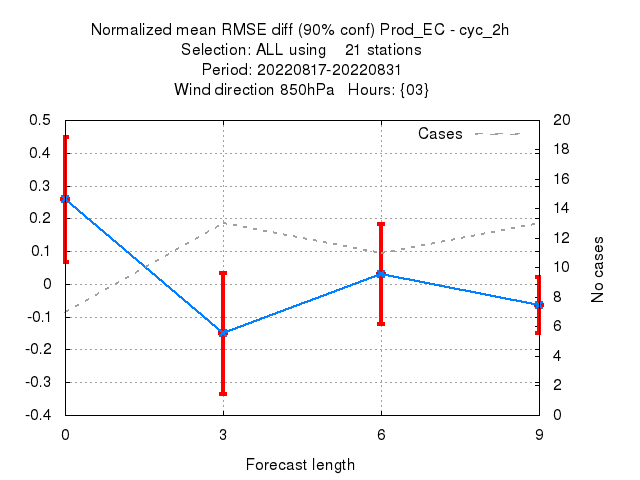 Normalized mean RMSE diff (90% conf) Prod_EC - cyc_2h
Selection: ALL using    21 stations
Period: 20220817-20220831
Wind direction 850hPa   Hours: {03}
Cases
0.5
0.4
0.3
0.2
0.1
0
-0.1
-0.2
-0.3
-0.4
20
18
16
14
12
10
8
6
4
2
0
No cases
0 3 6 9
Forecast length